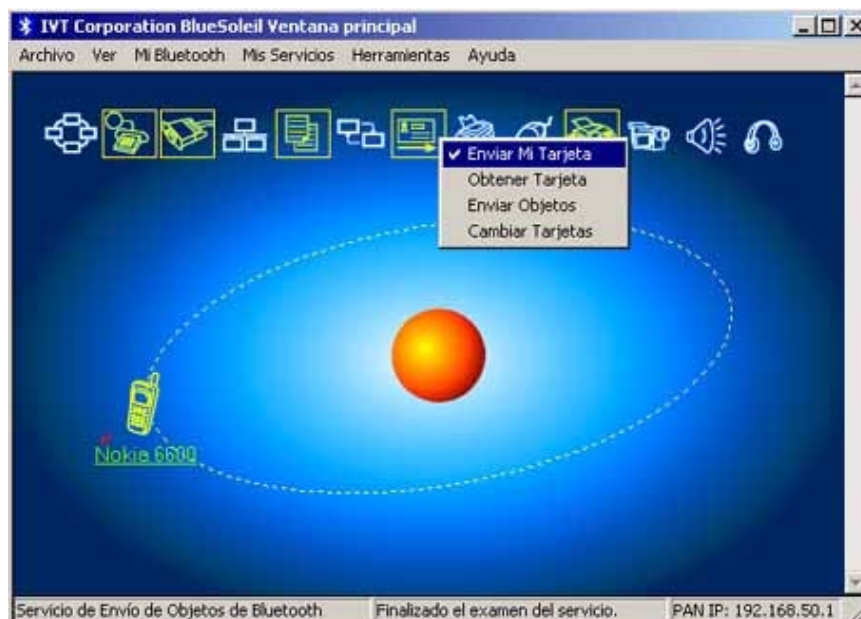 IVT Corporation BlueSoleil Ventana principal
Archivo Ver Mi Bluetooth Mis Servicios Herramientas Ayuda
Enviar Mi Tarjeta
Obtener Tarjeta
Enviar Objetos
Cambiar Tarjetas
Nokia 6600
Servicio de Envío de Objetos de Bluetooth Finalizado el examen del servicio. PAN IP: 192.168.50.1